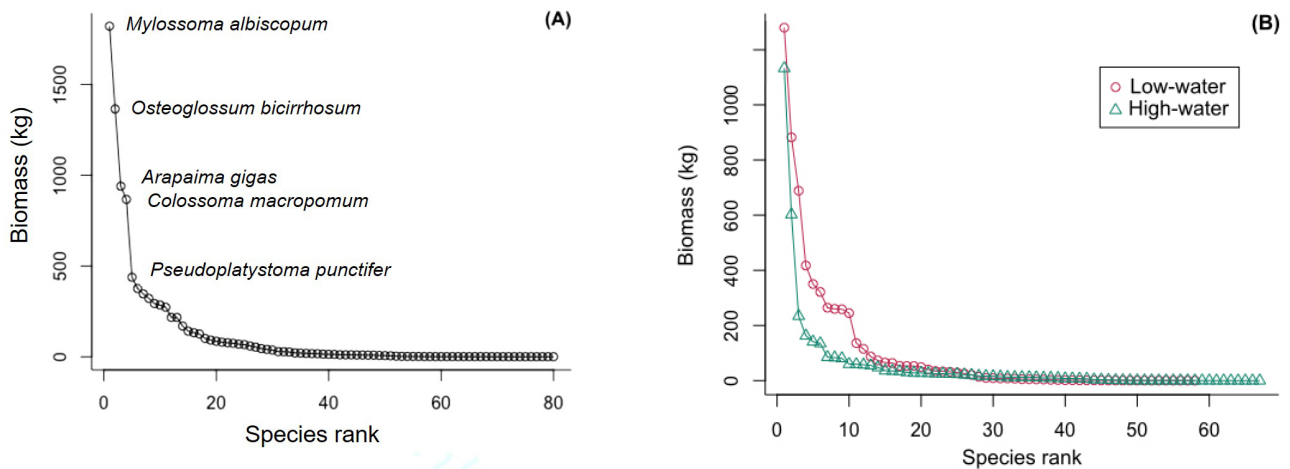 (A)
Mylossoma albiscopum
Osteoglossum bicirrhosum
Arapaima gigas
Colossoma macropomum
Pseudoplatystoma punctifer
Biomass (kg)
1500
1000
500
0
0 20 40 60 80
Species rank
(B)
Low-water
High-water
Biomass (kg)
1000
800
600
400
200
0
0 10 20 30 40 50 60
Species rank